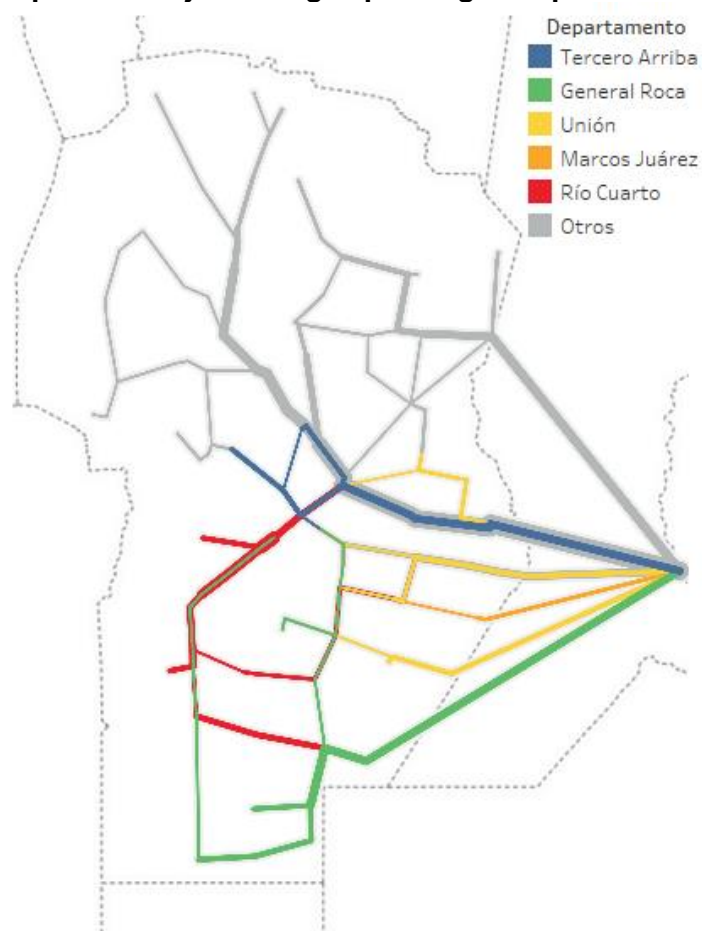 Departamento
Tercero Arriba
General Roca
Unión
Marcos Juárez
Río Cuarto
Otros